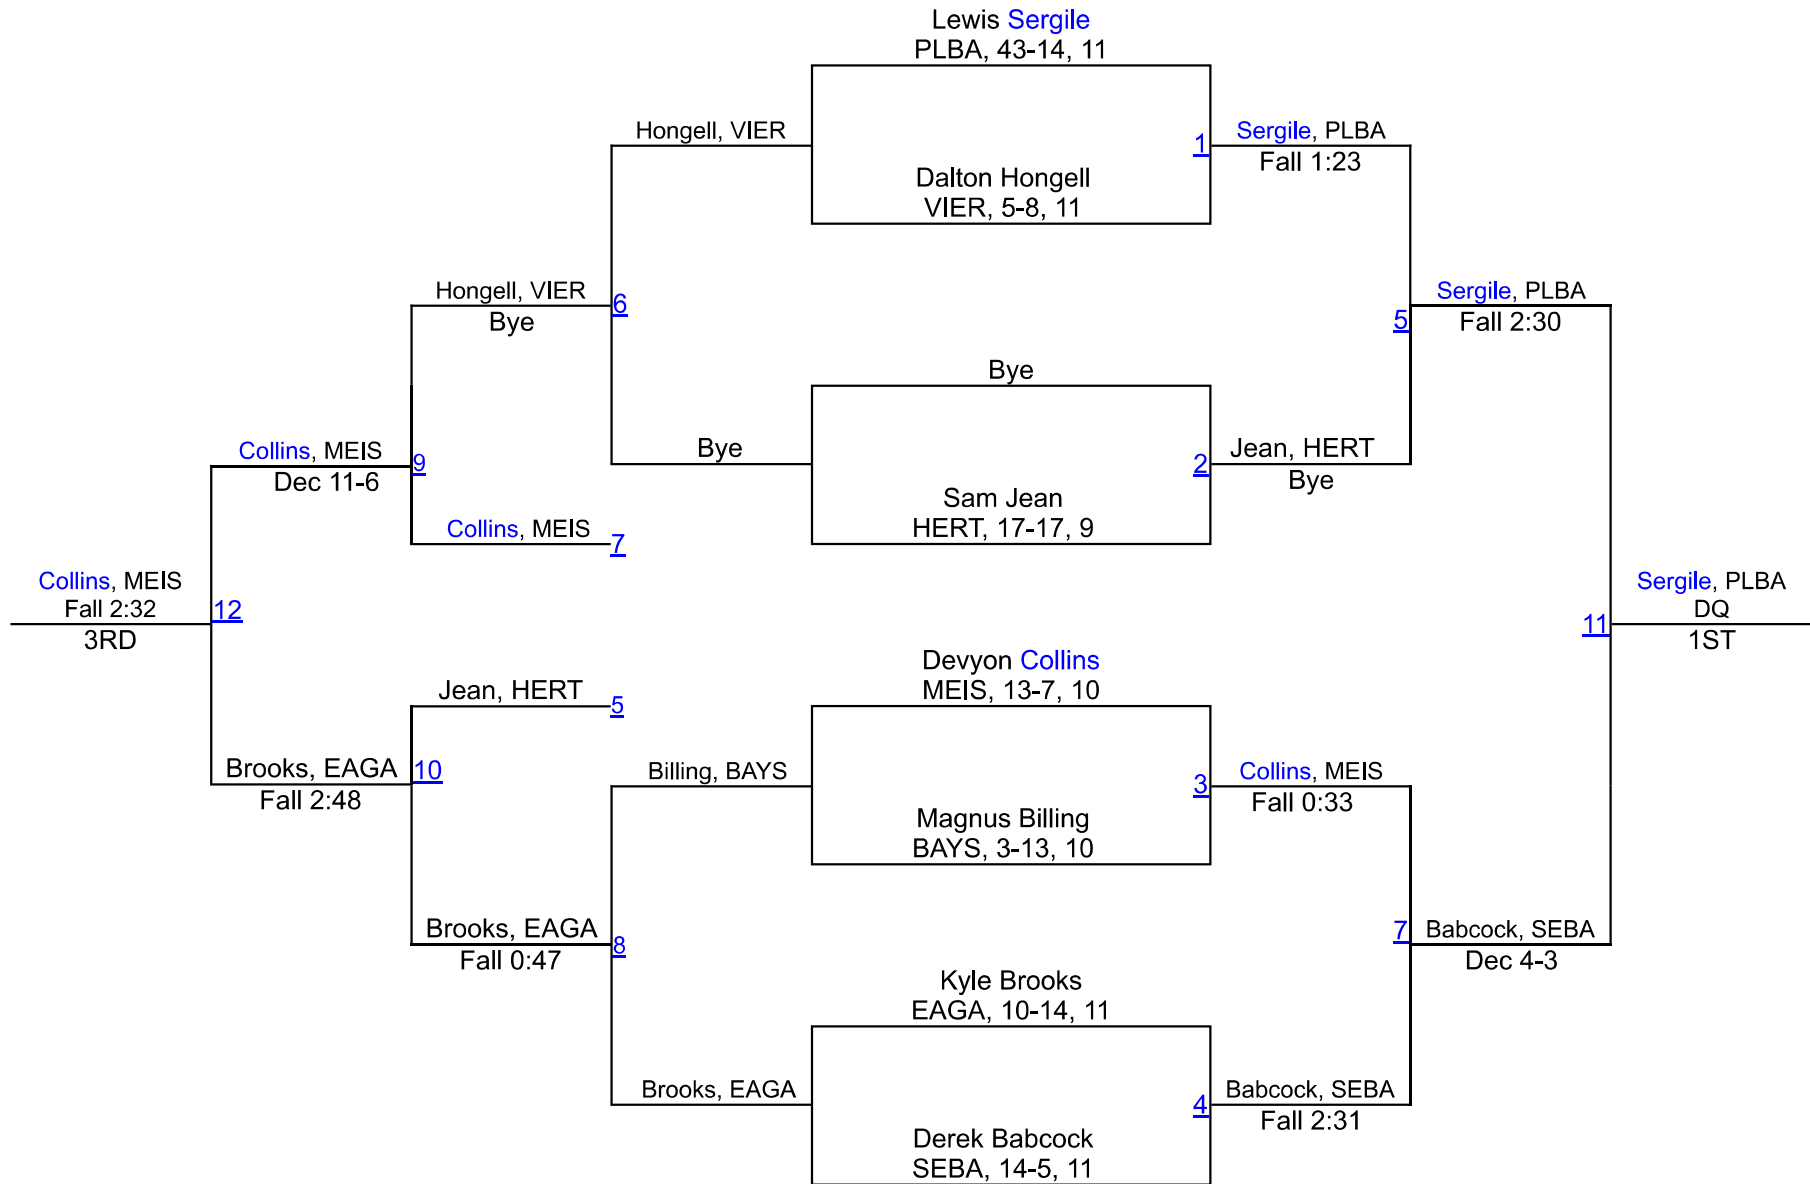 Lewis Sergile
PLBA, 43-14, 11
Hongell, VIER
1
Sergile, PLBA
Fall 1:23
Dalton Hongell
VIER, 5-8, 11
Hongell, VIER
Bye
6
5
Sergile, PLBA
Fall 2:30
Bye
Collins, MEIS
Dec 11-6
9
Bye
2
Jean, HERT
Bye
Sam Jean
HERT, 17-17, 9
Collins, MEIS
7
Collins, MEIS
Fall 2:32
3RD
12
11
Sergile, PLBA
DQ
1ST
Devyon Collins
MEIS, 13-7, 10
Jean, HERT
5
Brooks, EAGA
Fall 2:48
10
Billing, BAYS
3
Collins, MEIS
Fall 0:33
Magnus Billing
BAYS, 3-13, 10
Brooks, EAGA
Fall 0:47
8
7
Babcock, SEBA
Dec 4-3
Kyle Brooks
EAGA, 10-14, 11
Brooks, EAGA
4
Babcock, SEBA
Fall 2:31
Derek Babcock
SEBA, 14-5, 11